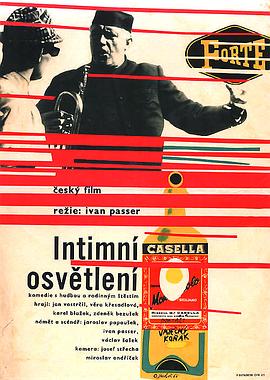 FORTE
český film
režie: ivan passer
Intimní
osvětlení
komedie s hudbou a rodinným štěstím
hrají: jan vostrčil, věra křesadlová,
karel blažek, zdeněk bezušek
námět a scénář: jaroslav papoušek,
ivan passer,
václav šašek
kamera: josef střecha
miroslav ondříček
CASELLA
VAJEČNÝ
KOŇAK